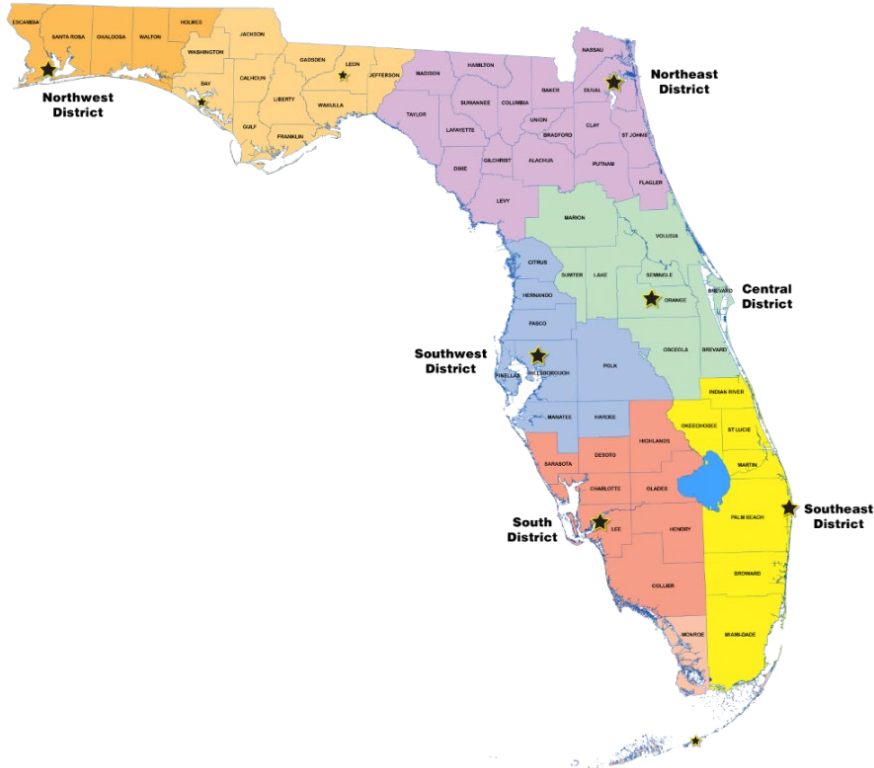 ESCAMBIA
SANTA ROSA
OKALOOSA
WALTON
HOLMES
JACKSON
WASHINGTON
BAY
CALHOUN
GADSDEN
LEON
JEFFERSON
LIBERTY
WAKULLA
GULF
FRANKLIN
Northwest
District
MADISON
HAMILTON
TAYLOR
SUWANNEE
COLUMBIA
BAKER
NASSAU
DUVAL
Northeast
District
LAFAYETTE
UNION
BRADFORD
CLAY
ST JOHNS
DIXIE
GILCHRIST
ALACHUA
PUTNAM
FLAGLER
LEVY
MARION
VOLUSIA
CITRUS
SUMTER
LAKE
SEMINOLE
ORANGE
BREVARD
Central
District
HERNANDO
PASCO
OSCEOLA
BREVARD
Southwest
District
PINELLAS
HILLSBOROUGH
POLK
INDIAN RIVER
MANATEE
HARDEE
OKEECHOBEE
ST LUCIE
HIGHLANDS
SARASOTA
DESOTO
MARTIN
CHARLOTTE
GLADES
South
District
LEE
HENDRY
PALM BEACH
Southeast
District
COLLIER
BROWARD
MONROE
MIAMI-DADE